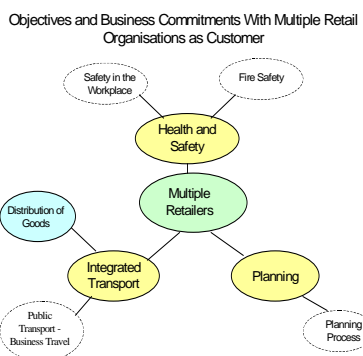 Objectives and Business Commitments With Multiple Retail
Organisations as Customer
Safety in the
Workplace
Fire Safety
Health and
Safety
Multiple
Retailers
Distribution of
Goods
Integrated
Transport
Planning
Public
Transport -
Business Travel
Planning
Process